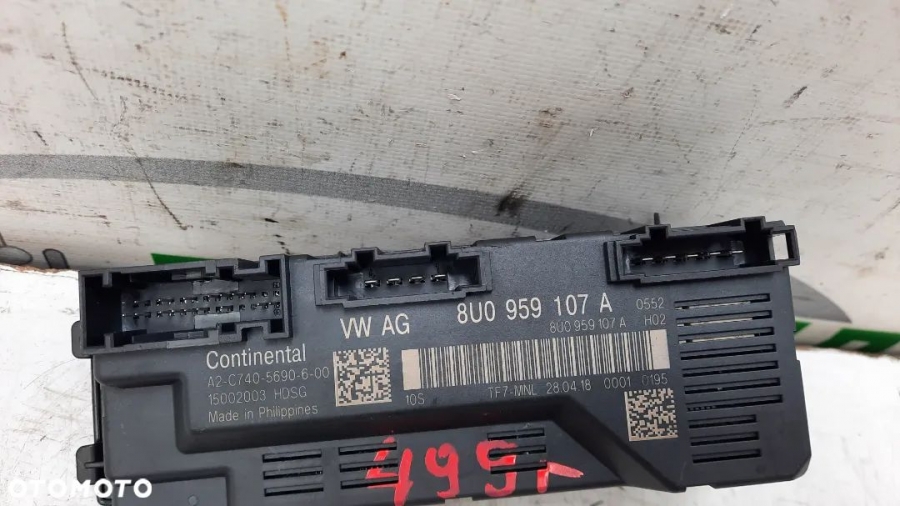 VW AG
8U0 959 107 A
0552
8U0 959 107 A
H02
Continental
A2-C740-5690-6-00
15002003 HDSG
Made in Philippines
10S
TF7-MNL 28.04.18 0001 0195
OTOMOTO